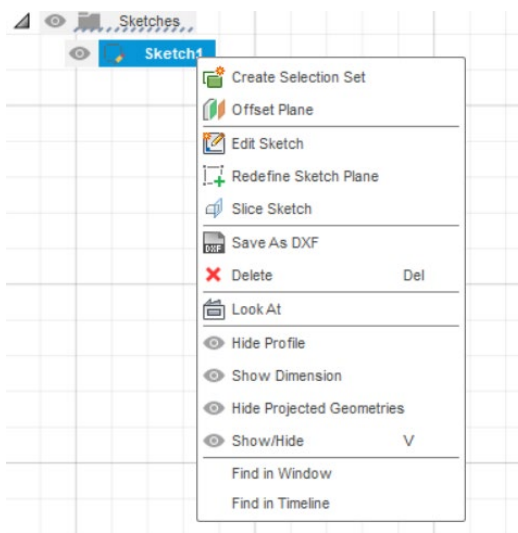 Sketches
Sketch1
Create Selection Set
Offset Plane
Edit Sketch
Redefine Sketch Plane
Slice Sketch
DXF Save As DXF
Delete Del
Look At
Hide Profile
Show Dimension
Hide Projected Geometries
Show/Hide V
Find in Window
Find in Timeline